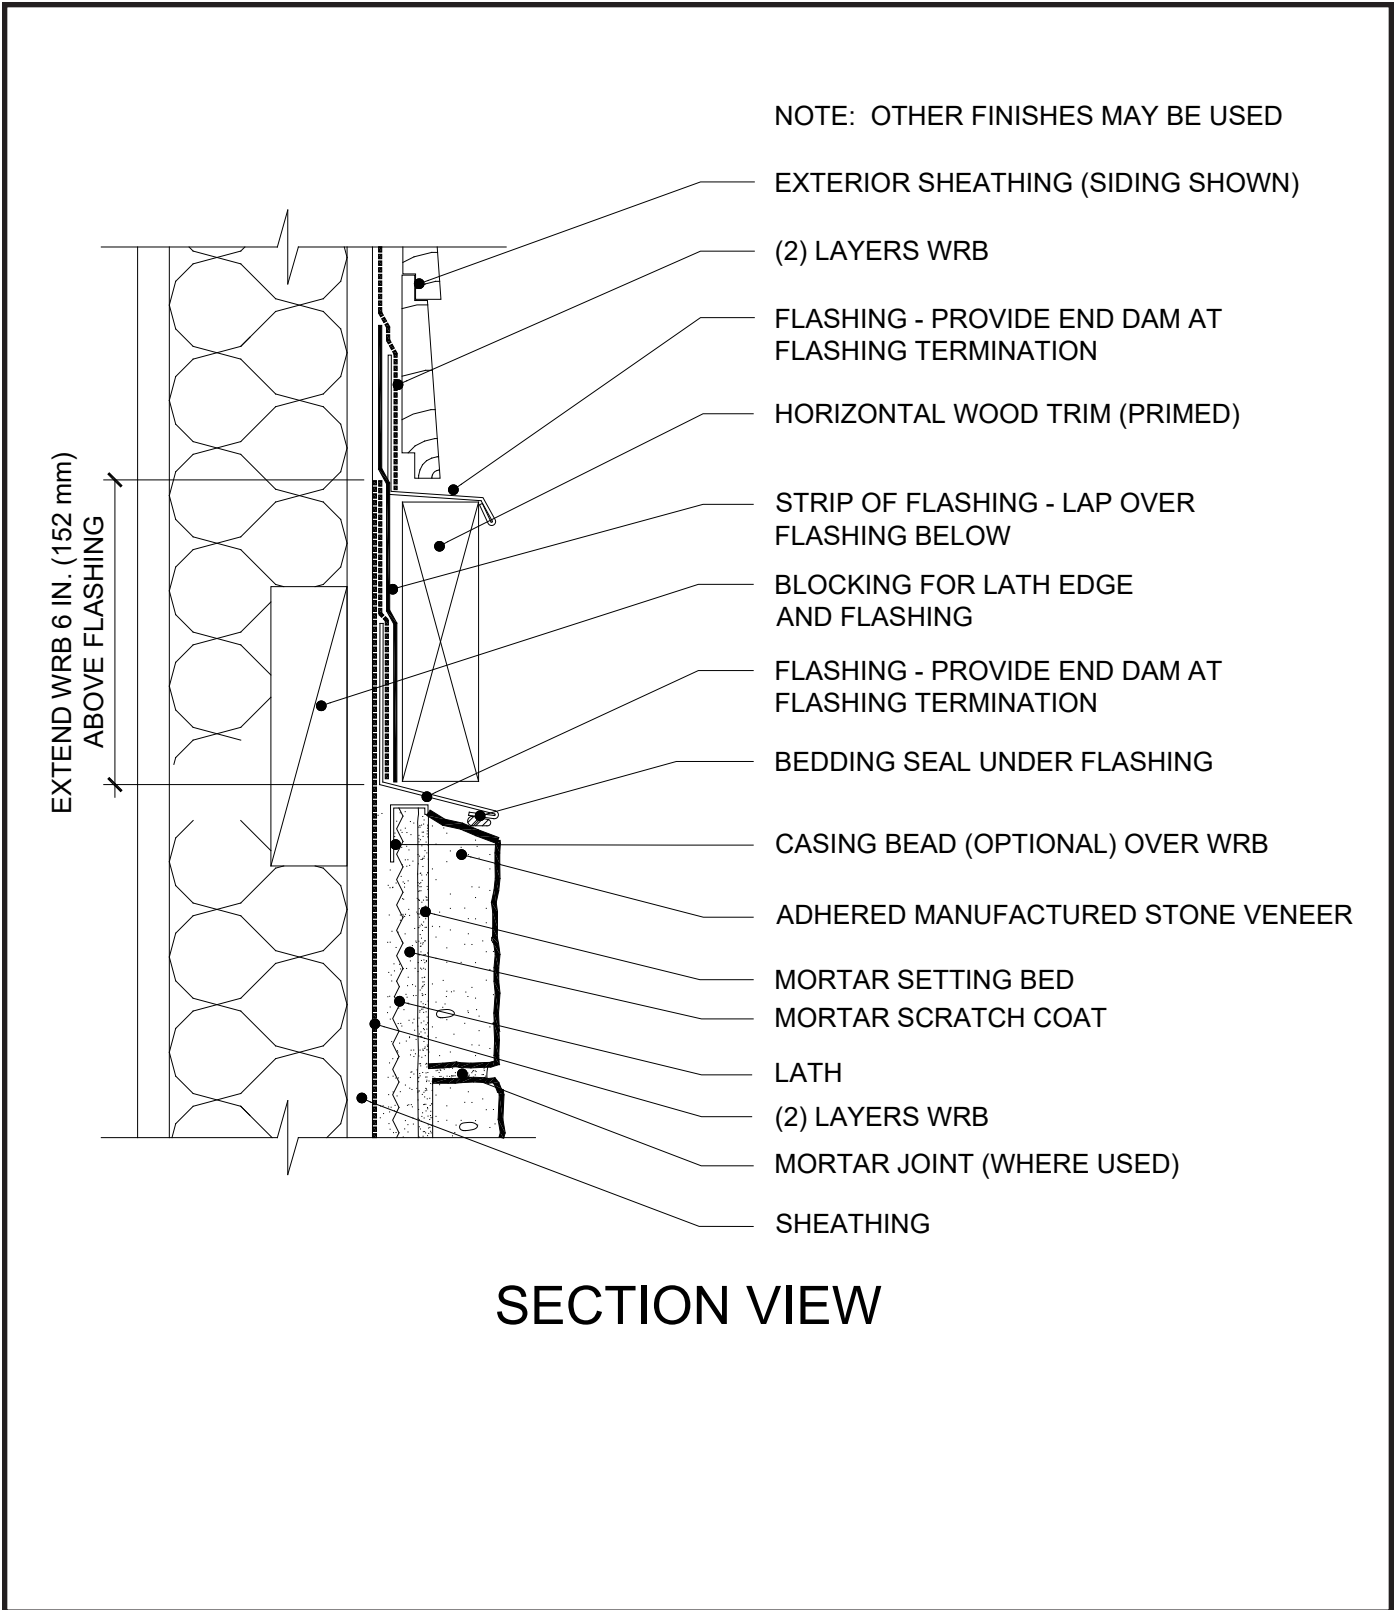 NOTE: OTHER FINISHES MAY BE USED
EXTERIOR SHEATHING (SIDING SHOWN)
(2) LAYERS WRB
FLASHING - PROVIDE END DAM AT
FLASHING TERMINATION
HORIZONTAL WOOD TRIM (PRIMED)
STRIP OF FLASHING - LAP OVER
FLASHING BELOW
BLOCKING FOR LATH EDGE
AND FLASHING
FLASHING - PROVIDE END DAM AT
FLASHING TERMINATION
BEDDING SEAL UNDER FLASHING
CASING BEAD (OPTIONAL) OVER WRB
ADHERED MANUFACTURED STONE VENEER
MORTAR SETTING BED
MORTAR SCRATCH COAT
LATH
(2) LAYERS WRB
MORTAR JOINT (WHERE USED)
SHEATHING
EXTEND WRB 6 IN. (152 mm)
ABOVE FLASHING
SECTION VIEW